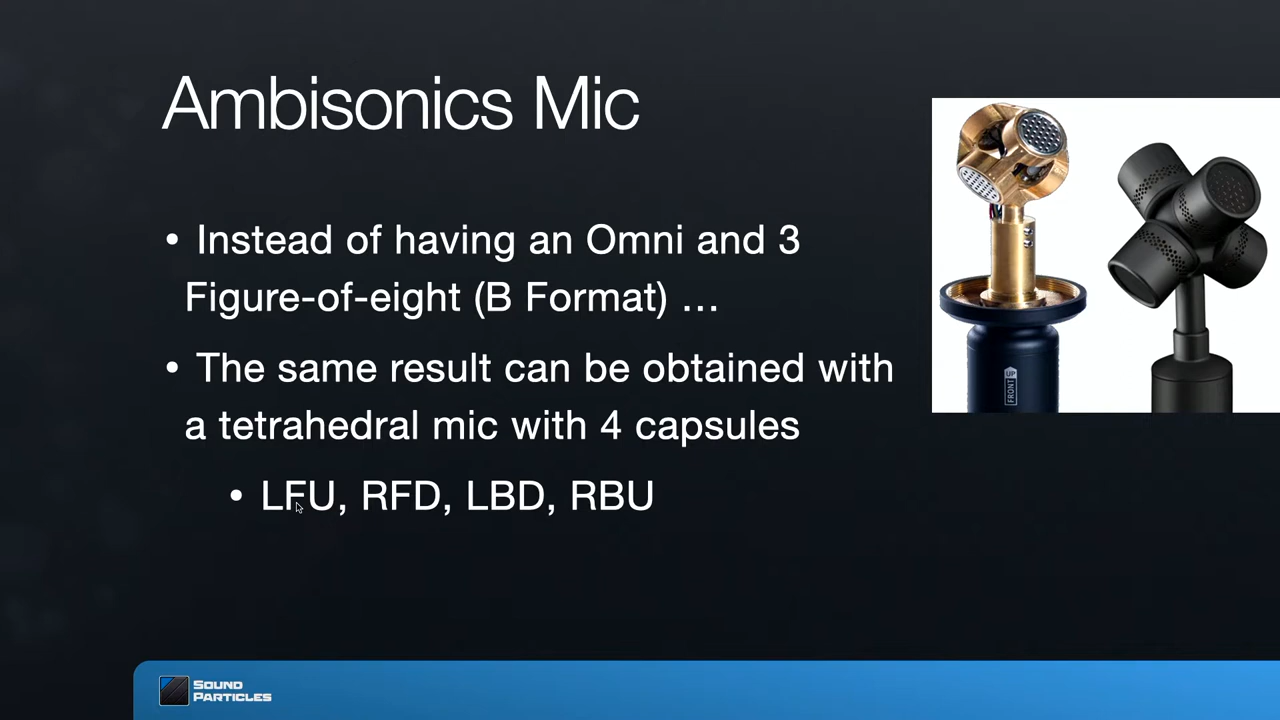 Ambisonics Mic
• Instead of having an Omni and 3
Figure-of-eight (B Format) …
• The same result can be obtained with
a tetrahedral mic with 4 capsules
• LFU, RFD, LBD, RBU
FRONT
UP
SOUND
PARTICLES